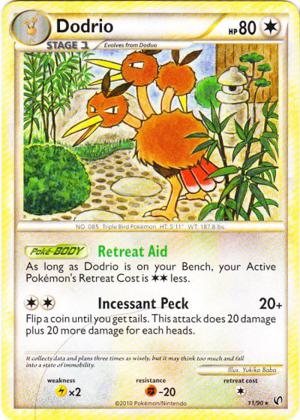 Dodrio
HP 80
STAGE 1
Evolves from Doduo
NO. 085 Triple Bird Pokémon HT: 5'11" WT: 187.8 lbs.
Poké-BODY Retreat Aid
As long as Dodrio is on your Bench, your Active
Pokémon's Retreat Cost is less.
Incessant Peck 20+
Flip a coin until you get tails. This attack does 20 damage
plus 20 more damage for each heads.
Illus. Yukiko Baba
It collects data and plans three times as wisely, but it may think too much and fall
into a state of immobility.
weakness resistance retreat cost
×2 -20
©2010 Pokémon/Nintendo 11/90 ★